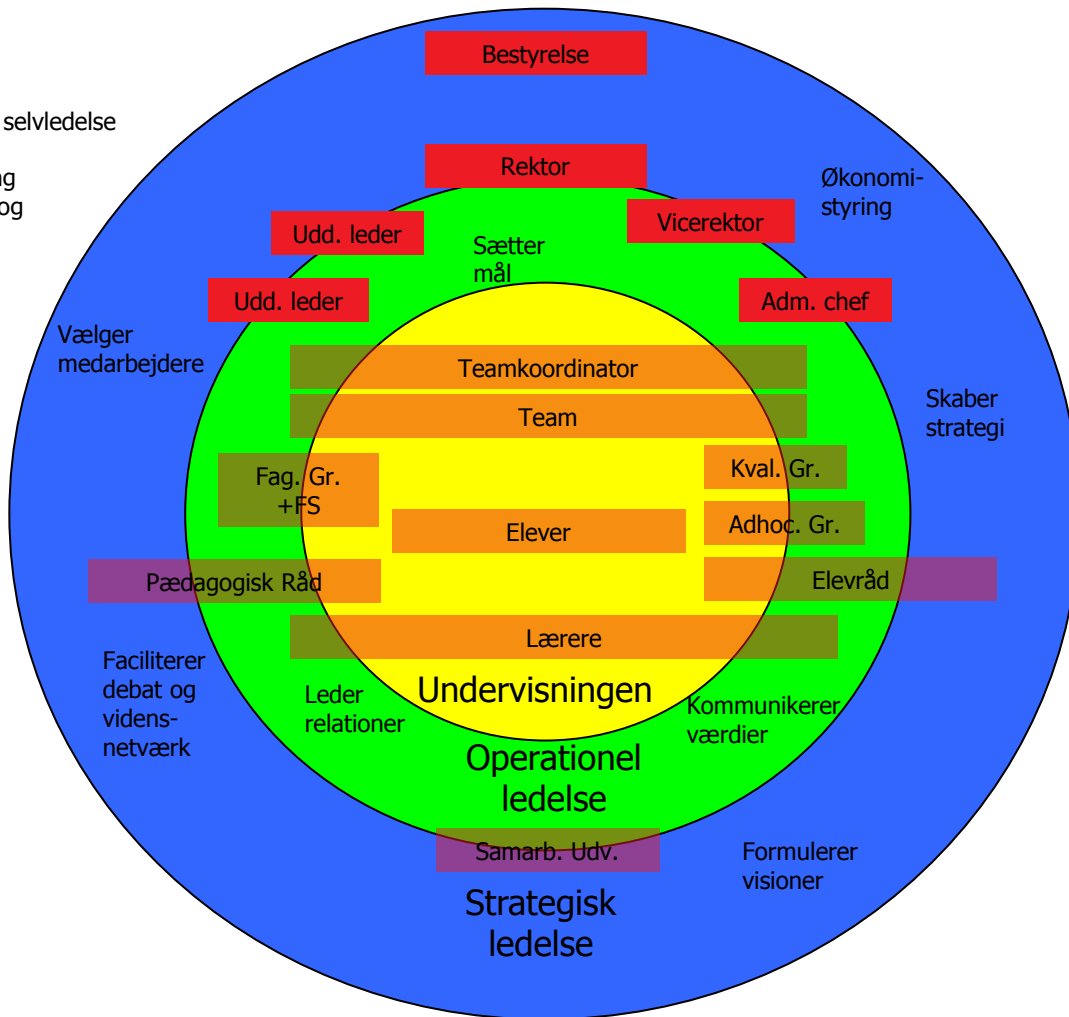 Bestyrelse
selvledelse
Rektor
og
Økonomi-
styring
Udd. leder
Vicerektor
Sætter
mål
Udd. leder
Adm. chef
Vælger
medarbejdere
Teamkoordinator
Skaber
strategi
Team
Fag. Gr.
+FS
Kval. Gr.
Elever
Adhoc. Gr.
Pædagogisk Råd
Elevråd
Lærere
Faciliterer
debat og
videns-
netværk
Leder
relationer
Undervisningen
Kommunikerer
værdier
Operationel
ledelse
Samarb. Udv.
Formulerer
visioner
Strategisk
ledelse